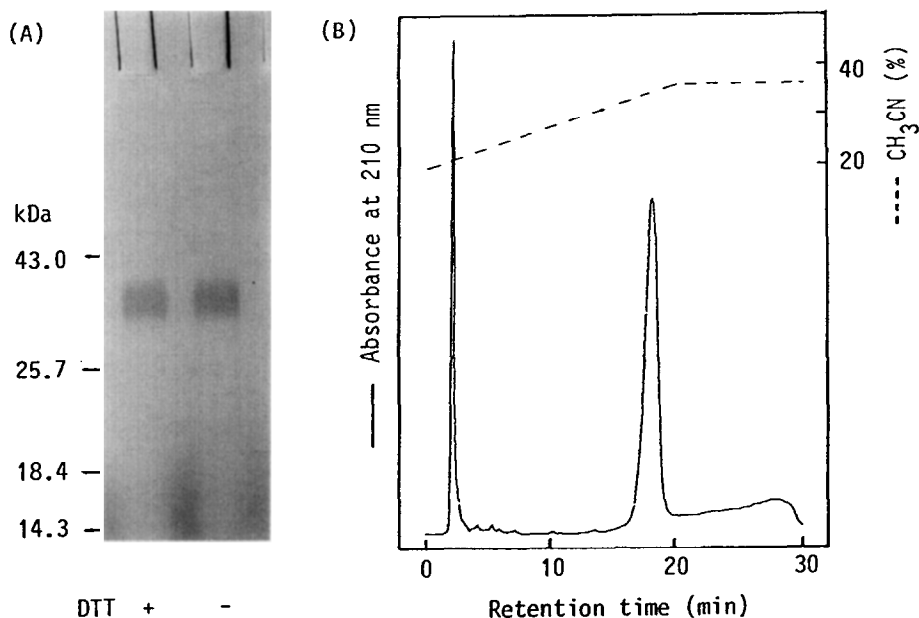 (A)
kDa
43.0
25.7
18.4
14.3
DTT + -
(B)
Absorbance at 210 nm
40
20
CH3CN (%)
0 10 20 30
Retention time (min)